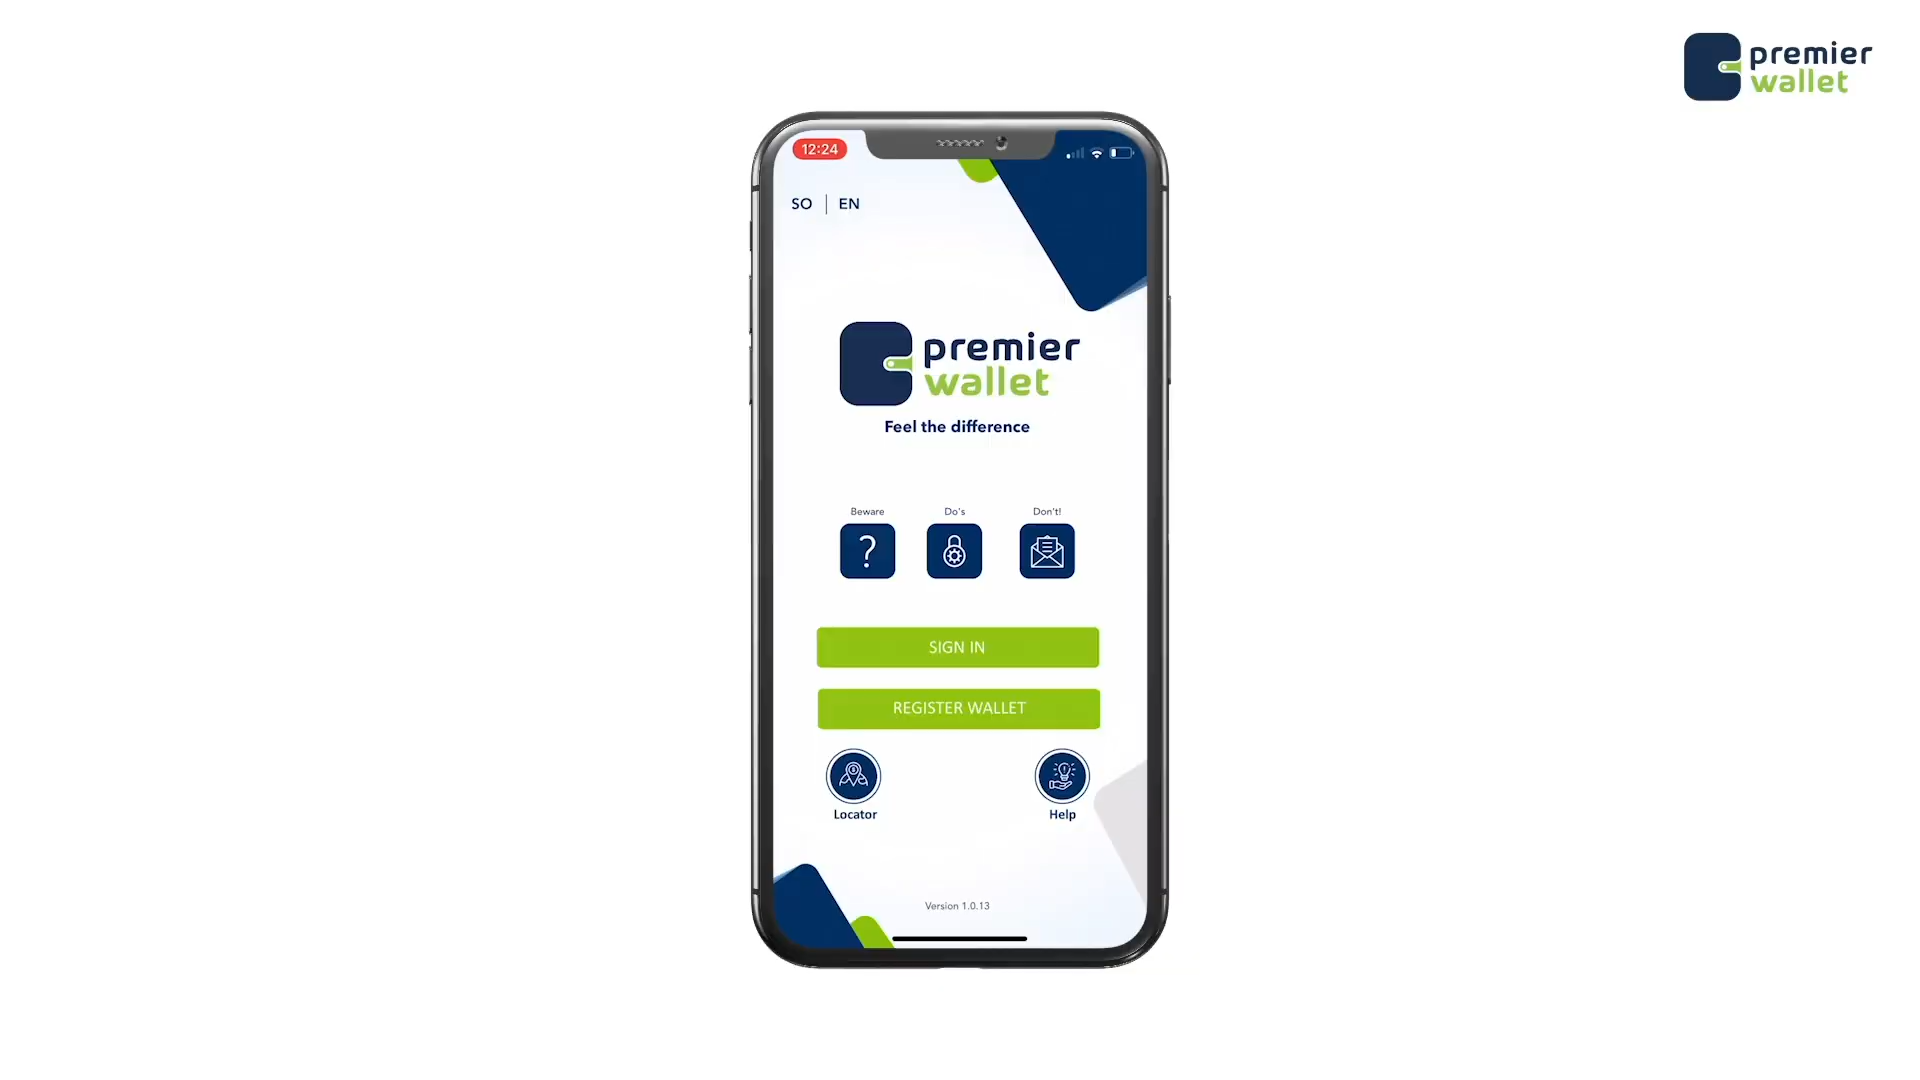 premier
wallet
12:24
SO | EN
premier
wallet
Feel the difference
Beware
Do's
Don't!
?
SIGN IN
REGISTER WALLET
Locator
Help
Version 1.0.13